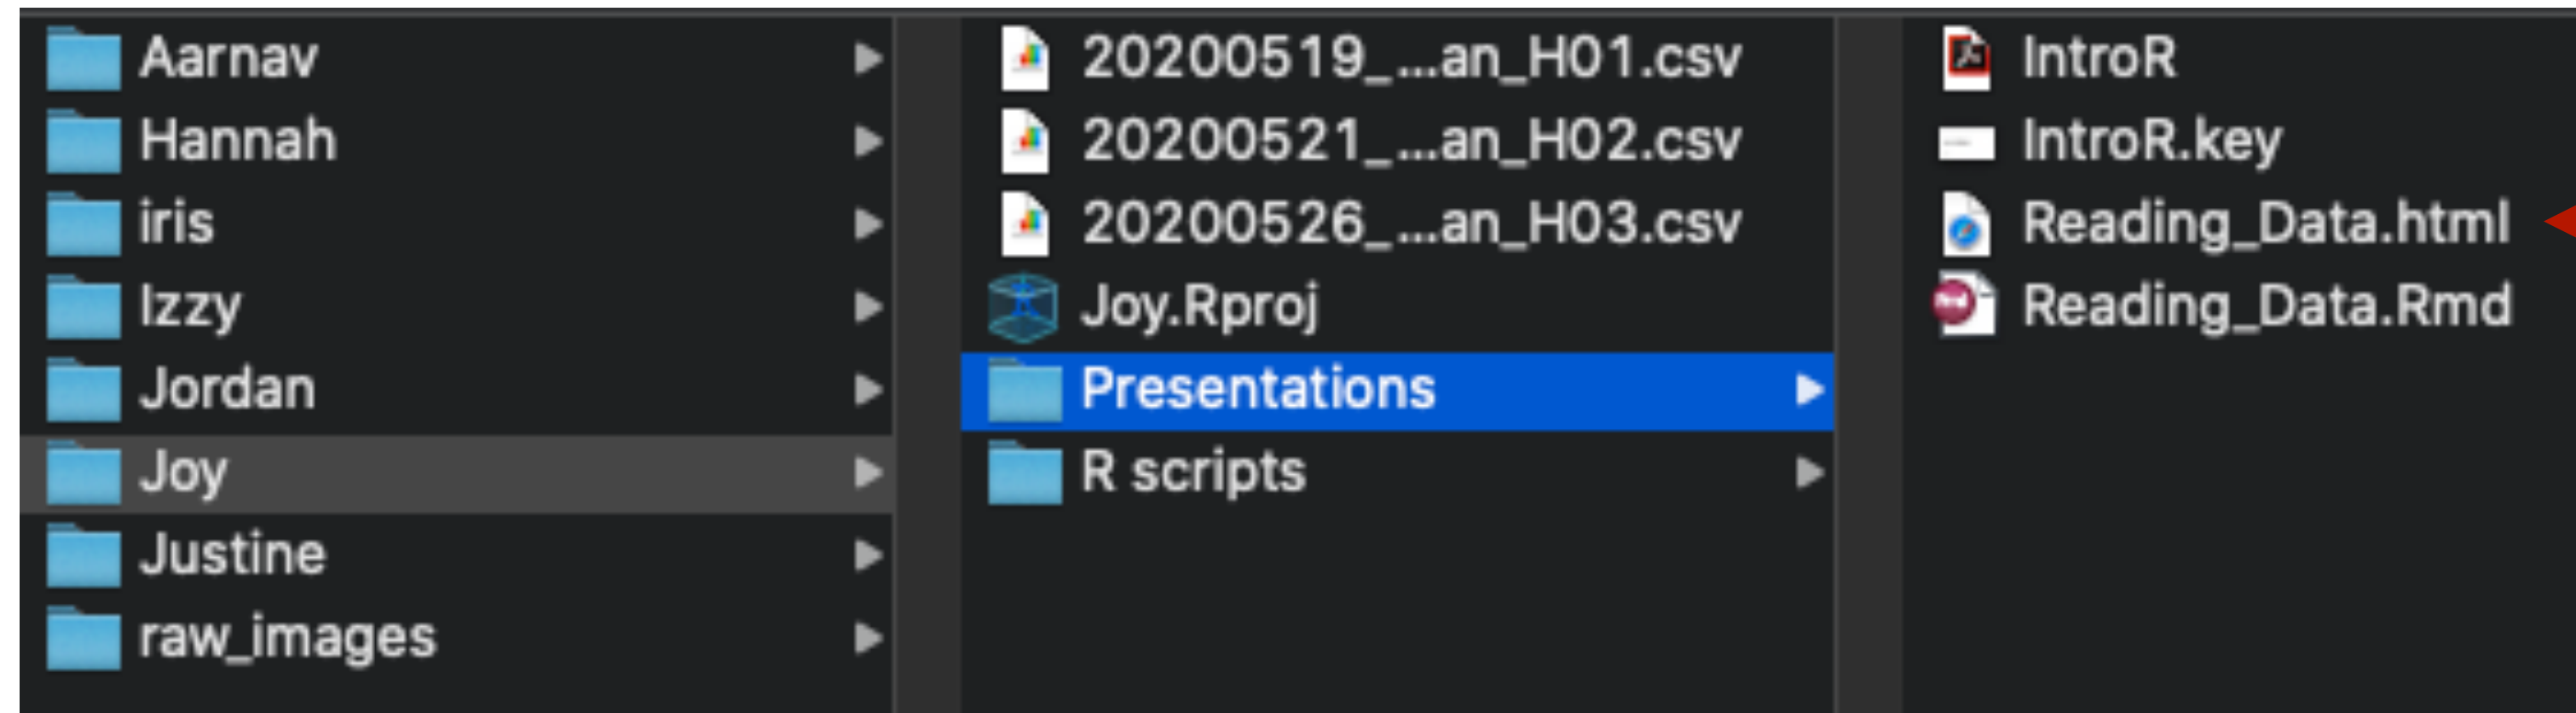 Aarnav
Hannah
iris
Izzy
Jordan
Joy
Justine
raw_images
20200519_...an_H01.csv
20200521_...an_H02.csv
20200526_...an_H03.csv
Joy.Rproj
Presentations
R scripts
IntroR
IntroR.key
Reading_Data.html
Reading_Data.Rmd